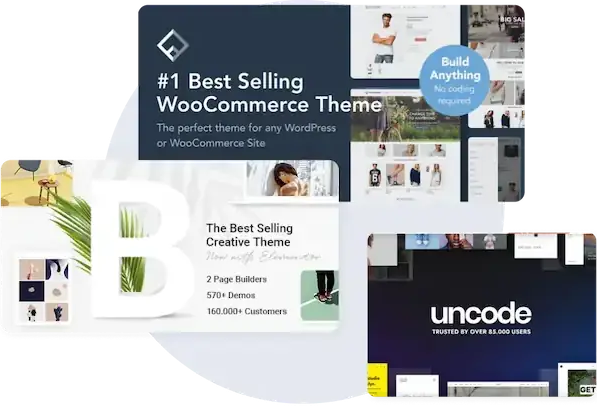 #1 Best Selling
WooCommerce Theme
The perfect theme for any WordPress
or WooCommerce Site
Build
Anything
No coding
required
BIG SAL
B
The Best Selling
Creative Theme
Now with Elementor
2 Page Builders
570+ Demos
160.000+ Customers
uncode
TRUSTED BY OVER 85.000 USERS
GET